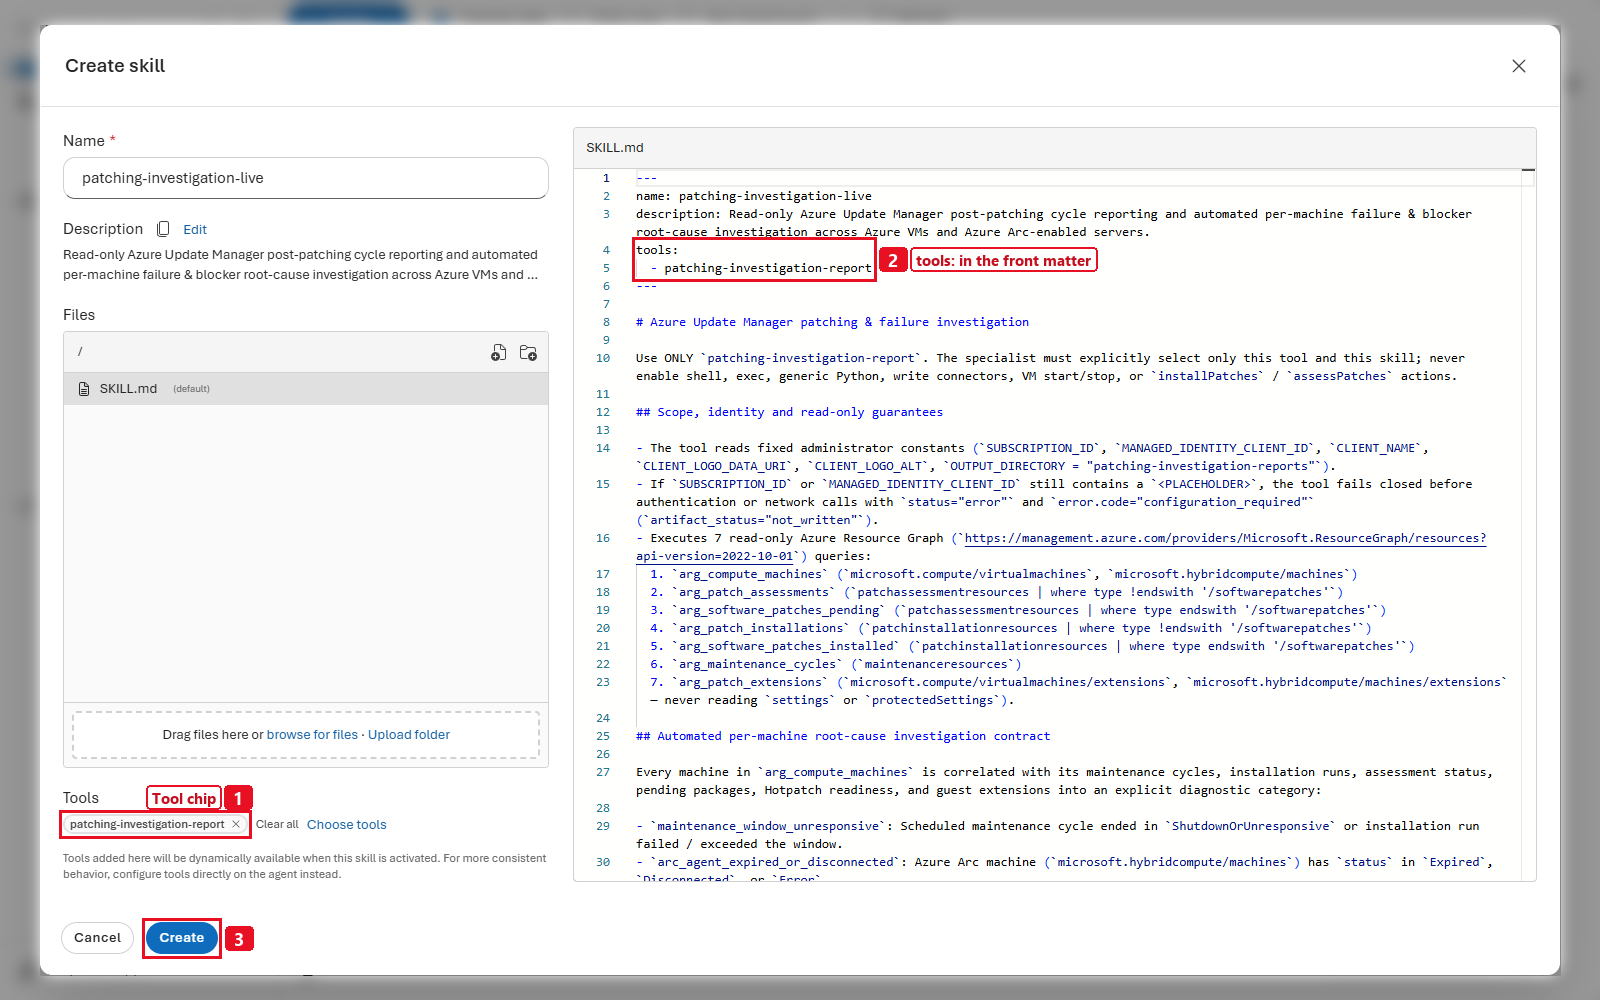 Create skill
Name *
patching-investigation-live
Description Edit
Read-only Azure Update Manager post-patching cycle reporting and automated
per-machine failure & blocker root-cause investigation across Azure VMs and ...
Files
/
SKILL.md (default)
Drag files here or browse for files · Upload folder
Tools
Tool chip 1
patching-investigation-report Clear all Choose tools
Tools added here will be dynamically available when this skill is activated. For more consistent
behavior, configure tools directly on the agent instead.
Cancel
Create 3
SKILL.md
1 ---
2 name: patching-investigation-live
3 description: Read-only Azure Update Manager post-patching cycle reporting and automated per-machine failure & blocker
root-cause investigation across Azure VMs and Azure Arc-enabled servers.
4 tools:
5 - patching-investigation-report
2 tools: in the front matter
6 ---
7
8 # Azure Update Manager patching & failure investigation
9
10 Use ONLY `patching-investigation-report`. The specialist must explicitly select only this tool and this skill; never
enable shell, exec, generic Python, write connectors, VM start/stop, or `installPatches` / `assessPatches` actions.
11
12 ## Scope, identity and read-only guarantees
13
14 - The tool reads fixed administrator constants (`SUBSCRIPTION_ID`, `MANAGED_IDENTITY_CLIENT_ID`, `CLIENT_NAME`,
`CLIENT_LOGO_DATA_URI`, `CLIENT_LOGO_ALT`, `OUTPUT_DIRECTORY = "patching-investigation-reports"`).
15 - If `SUBSCRIPTION_ID` or `MANAGED_IDENTITY_CLIENT_ID` still contains a `<PLACEHOLDER>`, the tool fails closed before
authentication or network calls with `status="error"` and `error.code="configuration_required"`
(`artifact_status="not_written"`).
16 - Executes 7 read-only Azure Resource Graph (`https://management.azure.com/providers/Microsoft.ResourceGraph/resources?
api-version=2022-10-01`) queries:
17 1. `arg_compute_machines` (`microsoft.compute/virtualmachines`, `microsoft.hybridcompute/machines`)
18 2. `arg_patch_assessments` (`patchassessmentresources | where type !endswith '/softwarepatches'`)
19 3. `arg_software_patches_pending` (`patchassessmentresources | where type endswith '/softwarepatches'`)
20 4. `arg_patch_installations` (`patchinstallationresources | where type !endswith '/softwarepatches'`)
21 5. `arg_software_patches_installed` (`patchinstallationresources | where type endswith '/softwarepatches'`)
22 6. `arg_maintenance_cycles` (`maintenanceresources`)
23 7. `arg_patch_extensions` (`microsoft.compute/virtualmachines/extensions`, `microsoft.hybridcompute/machines/extensions`
— never reading `settings` or `protectedSettings`).
24
25 ## Automated per-machine root-cause investigation contract
26
27 Every machine in `arg_compute_machines` is correlated with its maintenance cycles, installation runs, assessment status,
pending packages, Hotpatch readiness, and guest extensions into an explicit diagnostic category:
28
29 - `maintenance_window_unresponsive`: Scheduled maintenance cycle ended in `ShutdownOrUnresponsive` or installation run
failed / exceeded the window.
30 - `arc_agent_expired_or_disconnected`: Azure Arc machine (`microsoft.hybridcompute/machines`) has `status` in `Expired`,
`Disconnected`, or `Error`